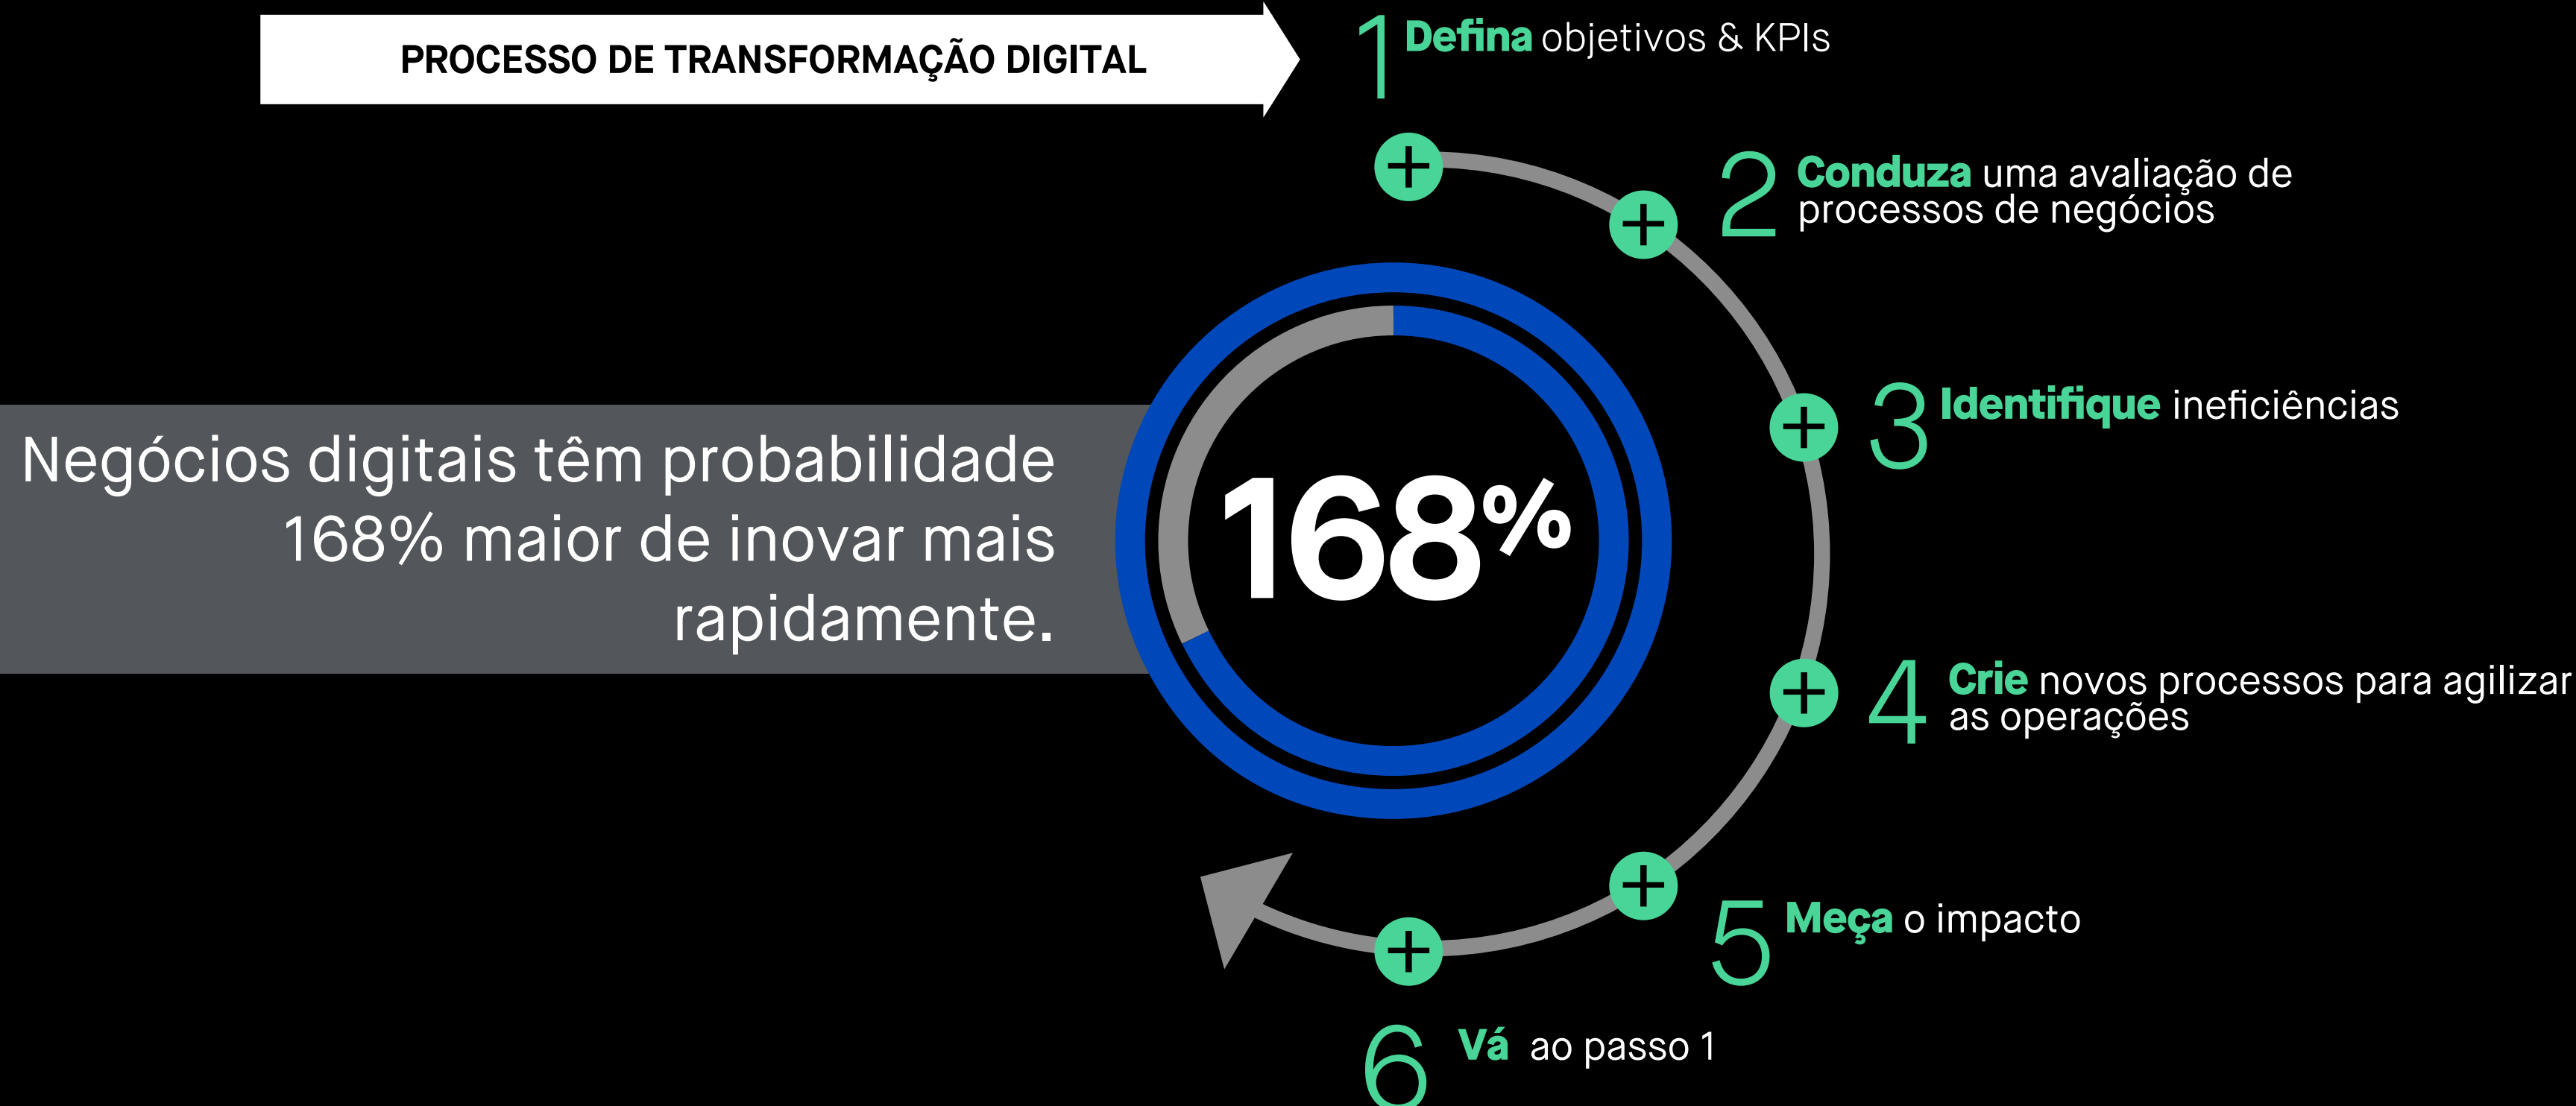 PROCESSO DE TRANSFORMAÇÃO DIGITAL
1 Defina objetivos & KPIs
2 Conduza uma avaliação de
processos de negócios
3 Identifique ineficiências
Negócios digitais têm probabilidade
168% maior de inovar mais
rapidamente.
168%
4 Crie novos processos para agilizar
as operações
5 Meça o impacto
6 Vá ao passo 1